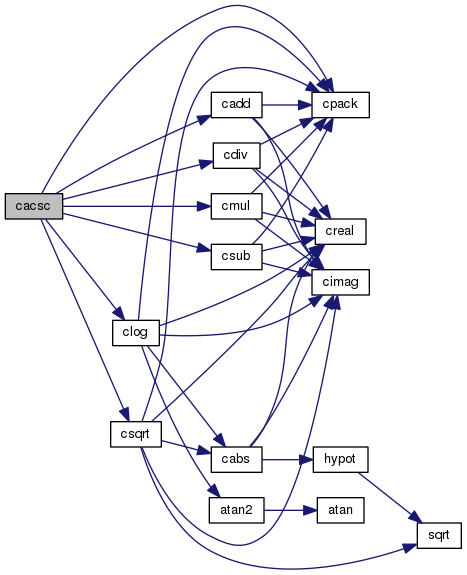 cacsc
cadd
cpack
cdiv
cmul
creal
csub
cimag
clog
csqrt
cabs
hypot
atan2
atan
sqrt